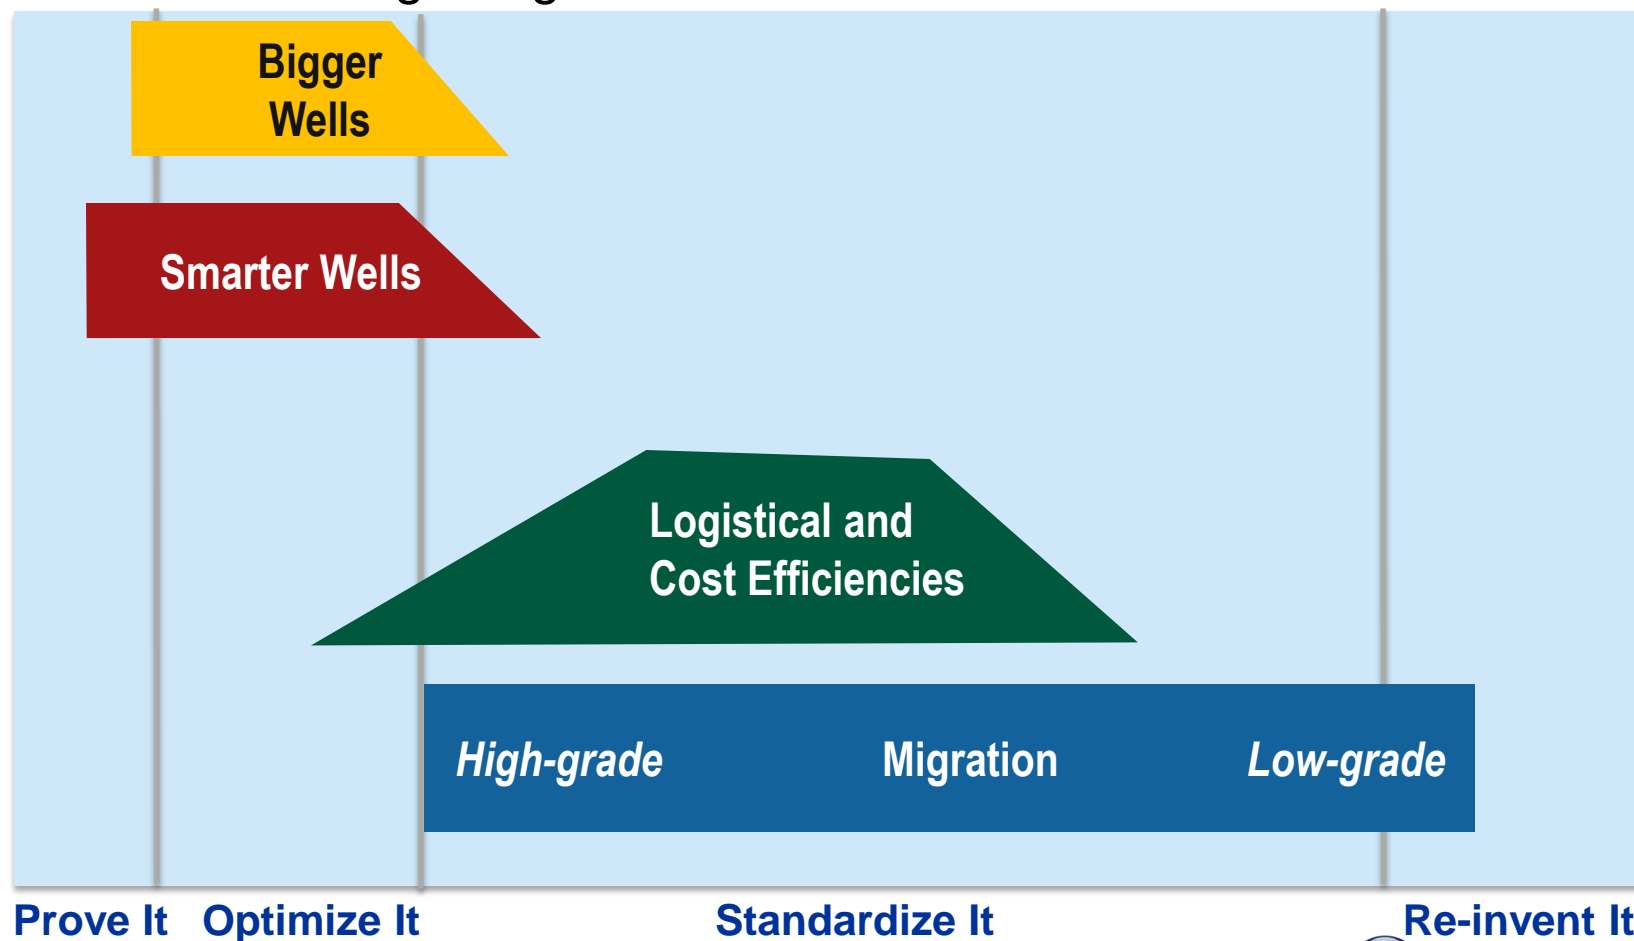 Bigger
Wells
Smarter Wells
Logistical and
Cost Efficiencies
High-grade Migration Low-grade
Prove It Optimize It Standardize It Re-invent It